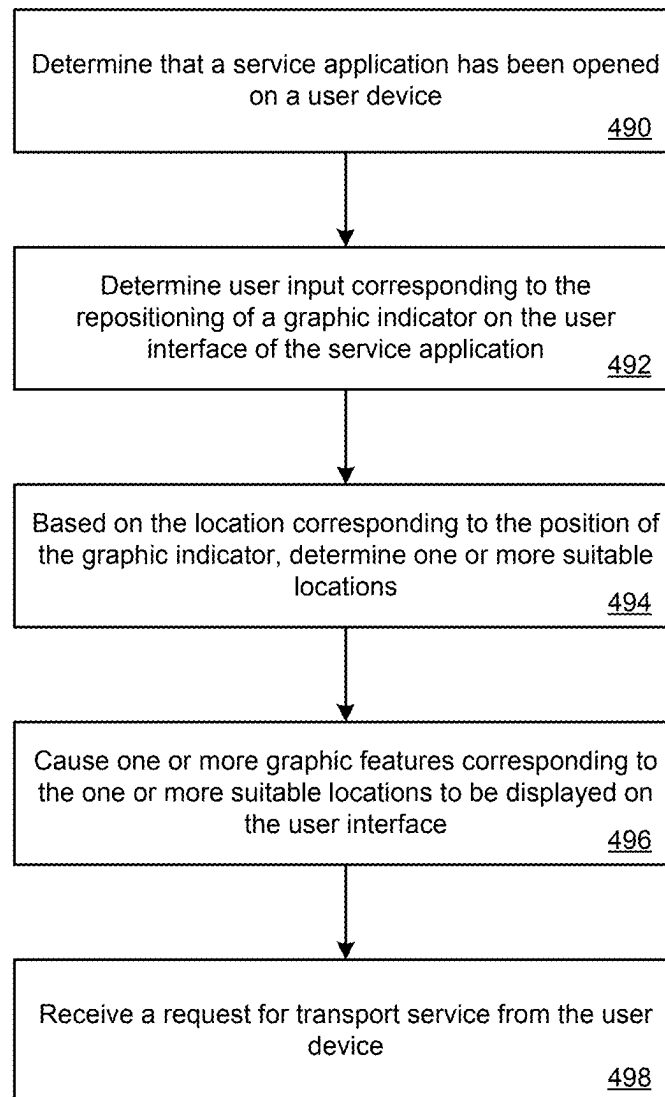 Determine that a service application has been opened
on a user device
490
Determine user input corresponding to the
repositioning of a graphic indicator on the user
interface of the service application
492
Based on the location corresponding to the position of
the graphic indicator, determine one or more suitable
locations
494
Cause one or more graphic features corresponding to
the one or more suitable locations to be displayed on
the user interface
496
Receive a request for transport service from the user
device
498